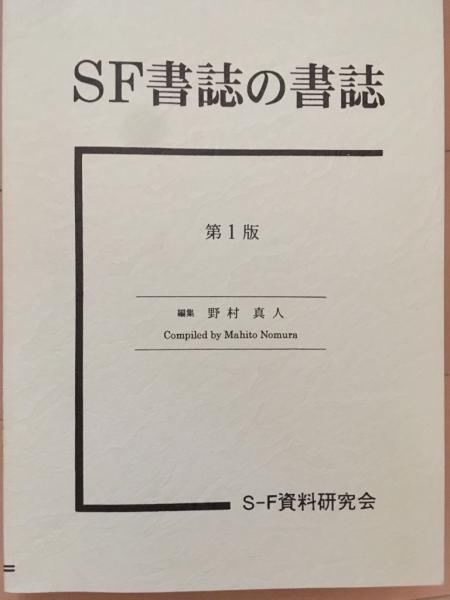 SF書誌の書誌
第1版
編集 野村 真人
Compiled by Mahito Nomura
S-F資料研究会